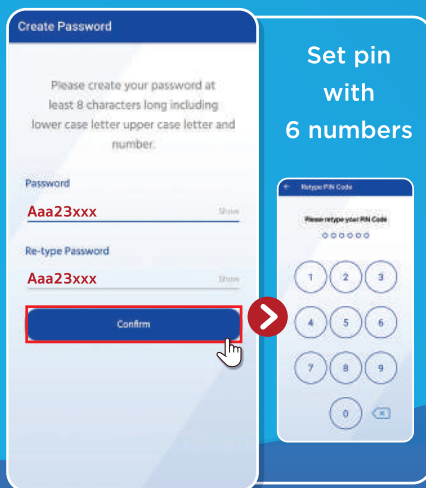 Create Password
Please create your password at
least 8 characters long including
lower case letter upper case letter and
number.
Password
Aaa23xxx Show
Re-type Password
Aaa23xxx Show
Confirm
Set pin
with
6 numbers
Retype PIN Code
Please retype your PIN Code
1 2 3
4 5 6
7 8 9
0